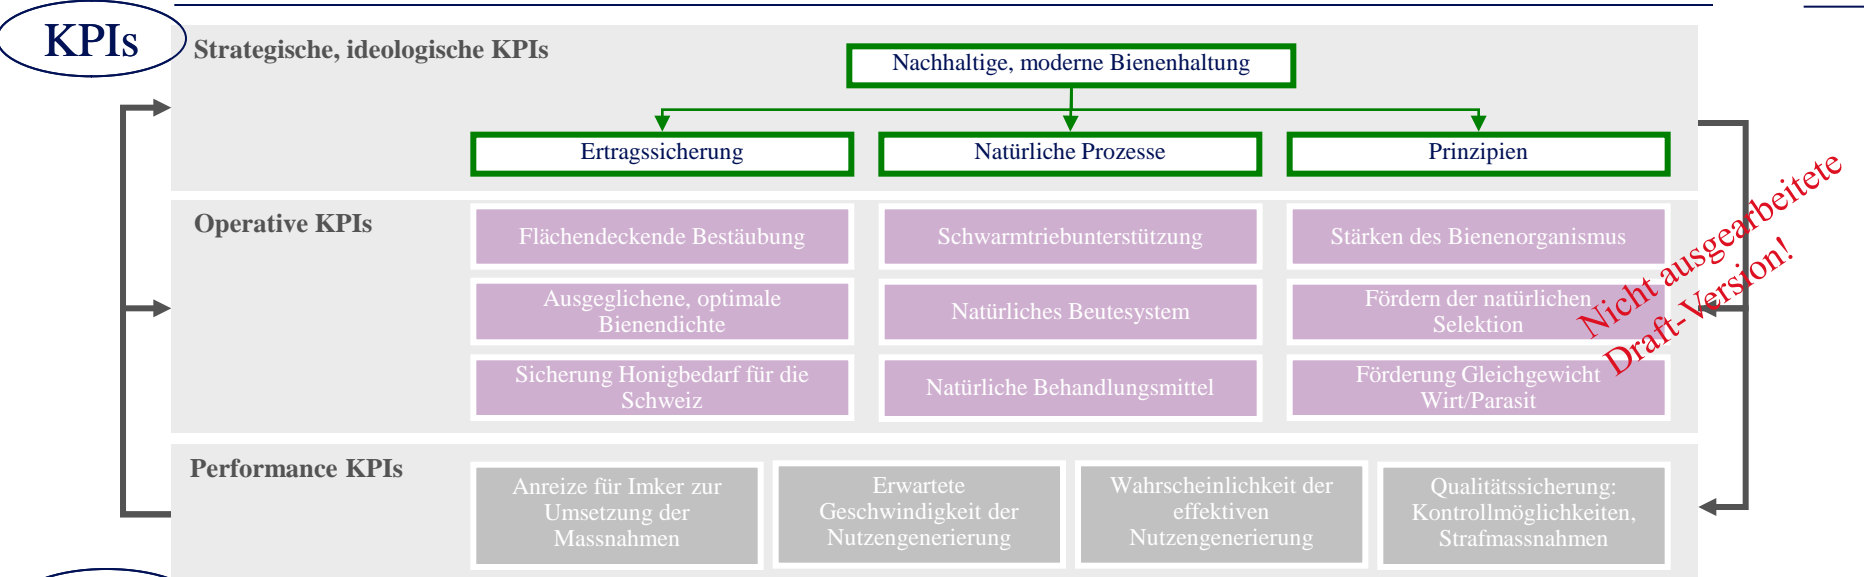 KPIs
Strategische, ideologische KPIs
Nachhaltige, moderne Bienenhaltung
Ertragssicherung
Natürliche Prozesse
Prinzipien
Operative KPIs
Flächendeckende Bestäubung
Schwarmtriebunterstützung
Stärken des Bienenorganismus
Ausgeglichene, optimale
Bienendichte
Natürliches Beutesystem
Fördern der natürlichen
Selektion
Sicherung Honigbedarf für die
Schweiz
Natürliche Behandlungsmittel
Förderung Gleichgewicht
Wirt/Parasit
Nicht ausgearbeitete
Draft-Version!
Performance KPIs
Anreize für Imker zur
Umsetzung der
Massnahmen
Erwartete
Geschwindigkeit der
Nutzengenerierung
Wahrscheinlichkeit der
effektiven
Nutzengenerierung
Qualitätssicherung:
Kontrollmöglichkeiten,
Strafmassnahmen